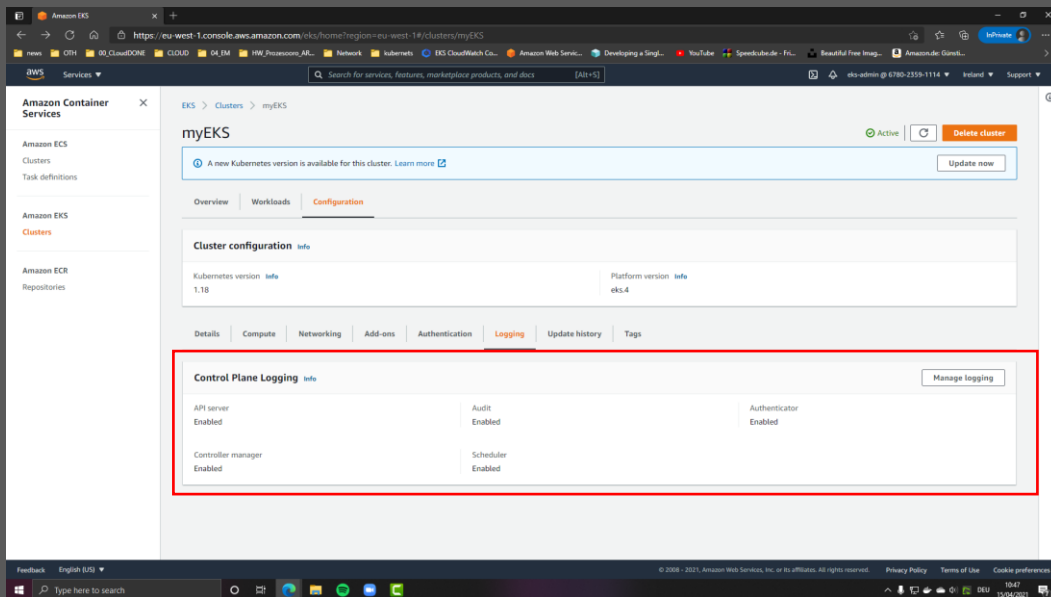 Amazon EKS
https://eu-west-1.console.aws.amazon.com/eks/home?region=eu-west-1#/clusters/myEKS
InPrivate
news OTH 00_CLoudDONE CLOUD 04_EM HW_Prozesooro_AR... Network kubernets EKS CloudWatch Co... Amazon Web Servic... Developing a Singl... YouTube Speedcube.de - Fri... Beautiful Free Imag... Amazon.de: Günsti...
aws Services Search for services, features, marketplace products, and docs [Alt+S] eks-admin @ 6780-2359-1114 Ireland Support
Amazon Container Services
Amazon ECS
Clusters
Task definitions
Amazon EKS
Clusters
Amazon ECR
Repositories
EKS > Clusters > myEKS
myEKS
Active Delete cluster
A new Kubernetes version is available for this cluster. Learn more Update now
Overview Workloads Configuration
Cluster configuration Info
Kubernetes version Info Platform version Info
1.18 eks.4
Details Compute Networking Add-ons Authentication Logging Update history Tags
Control Plane Logging Info Manage logging
API server Audit Authenticator
Enabled Enabled Enabled
Controller manager Scheduler
Enabled Enabled
Feedback English (US) © 2008 - 2021, Amazon Web Services, Inc. or its affiliates. All rights reserved. Privacy Policy Terms of Use Cookie preferences
Type here to search DEU 10:47
15/04/2021